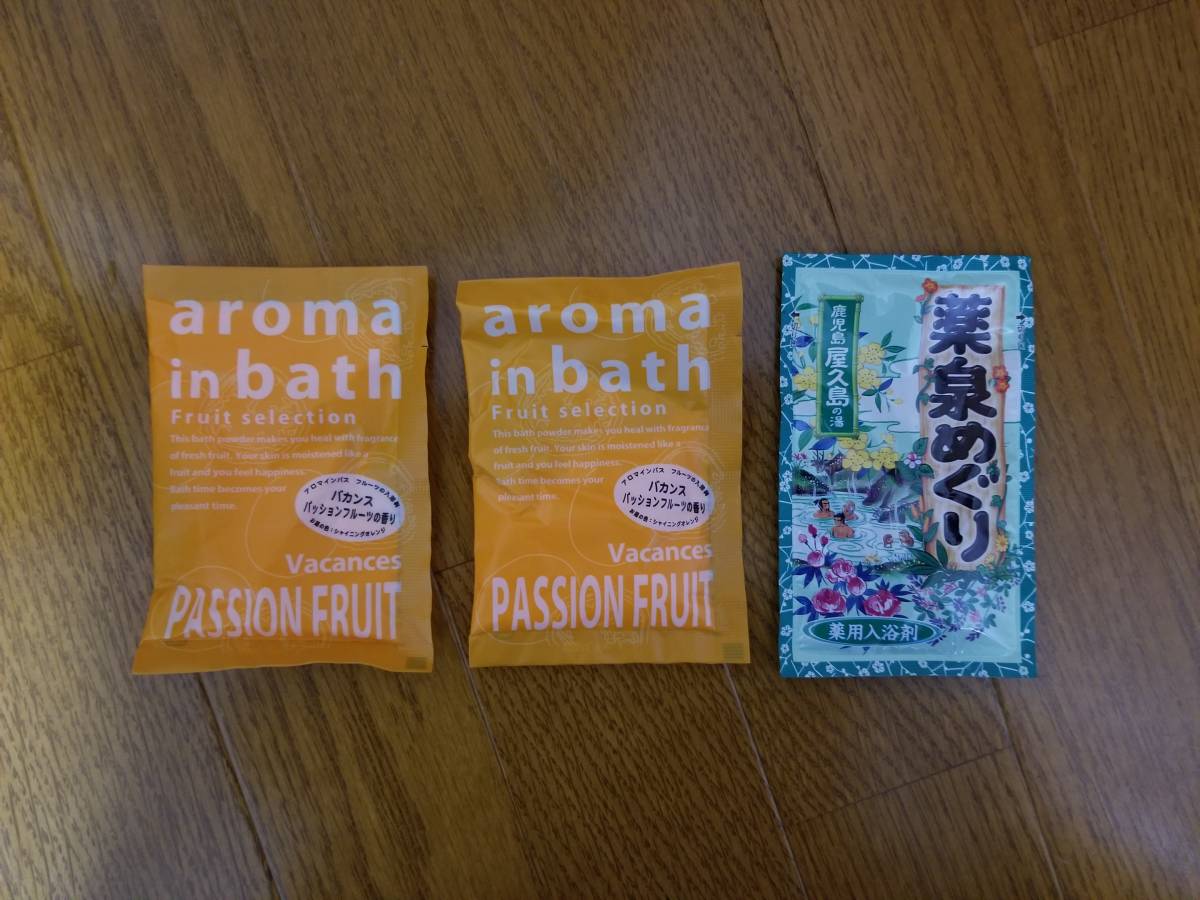 aroma
in bath
Fruit selection
This bath powder makes you heal with fragrance
of fresh fruit. Your skin is moistened like a
fruit and you feel happiness.
Bath time becomes your
pleasant time.
アロマインバス フルーツの入浴剤
バカンス
パッションフルーツの香り
お湯の色:シャイニングオレンジ
Vacances
PASSION FRUIT
aroma
in bath
Fruit selection
This bath powder makes you heal with fragrance
of fresh fruit. Your skin is moistened like a
fruit and you feel happiness.
Bath time becomes your
pleasant time.
アロマインバス フルーツの入浴剤
バカンス
パッションフルーツの香り
お湯の色:シャイニングオレンジ
Vacances
PASSION FRUIT
薬泉めぐり
鹿児島 屋久島の湯
薬用入浴剤